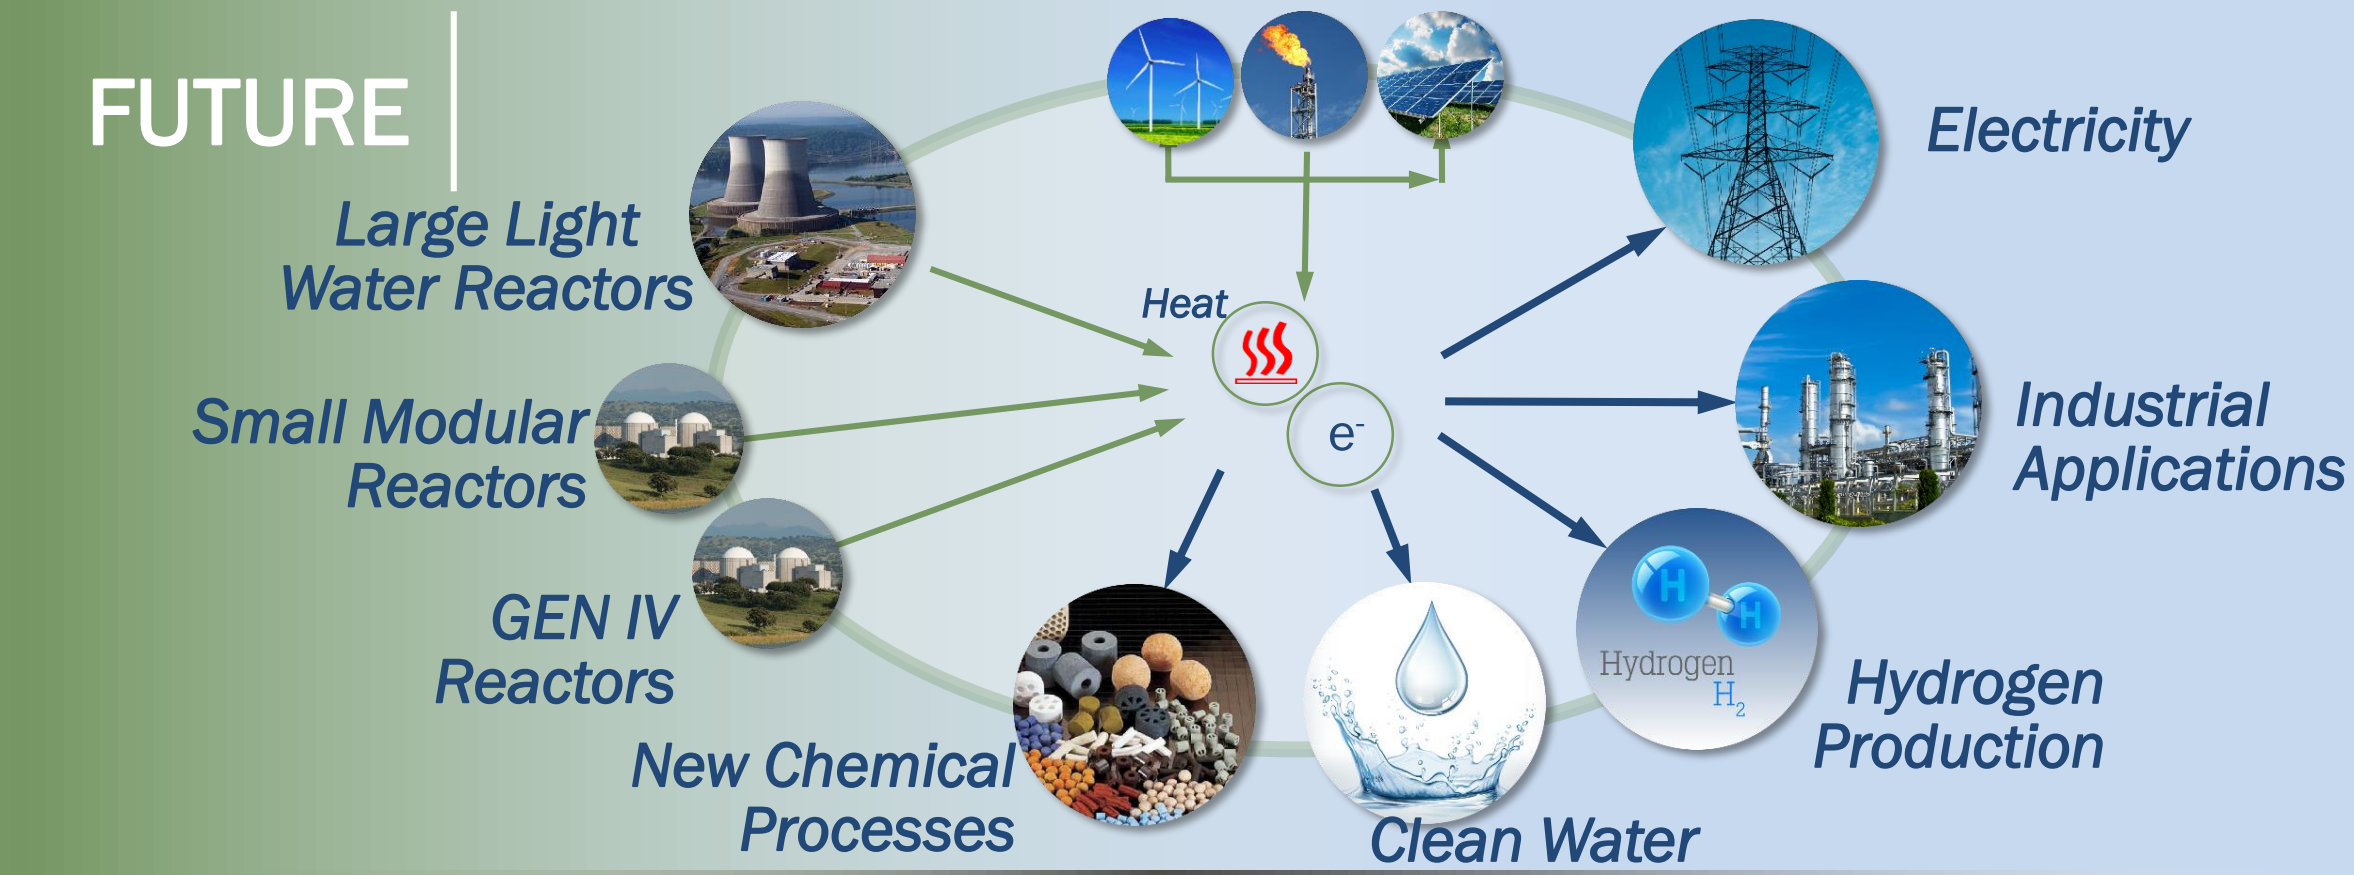 FUTURE
Large Light
Water Reactors
Small Modular
Reactors
GEN IV
Reactors
New Chemical
Processes
Heat
e-
Electricity
Industrial
Applications
H
H
Hydrogen
H2
Hydrogen
Production
Clean Water